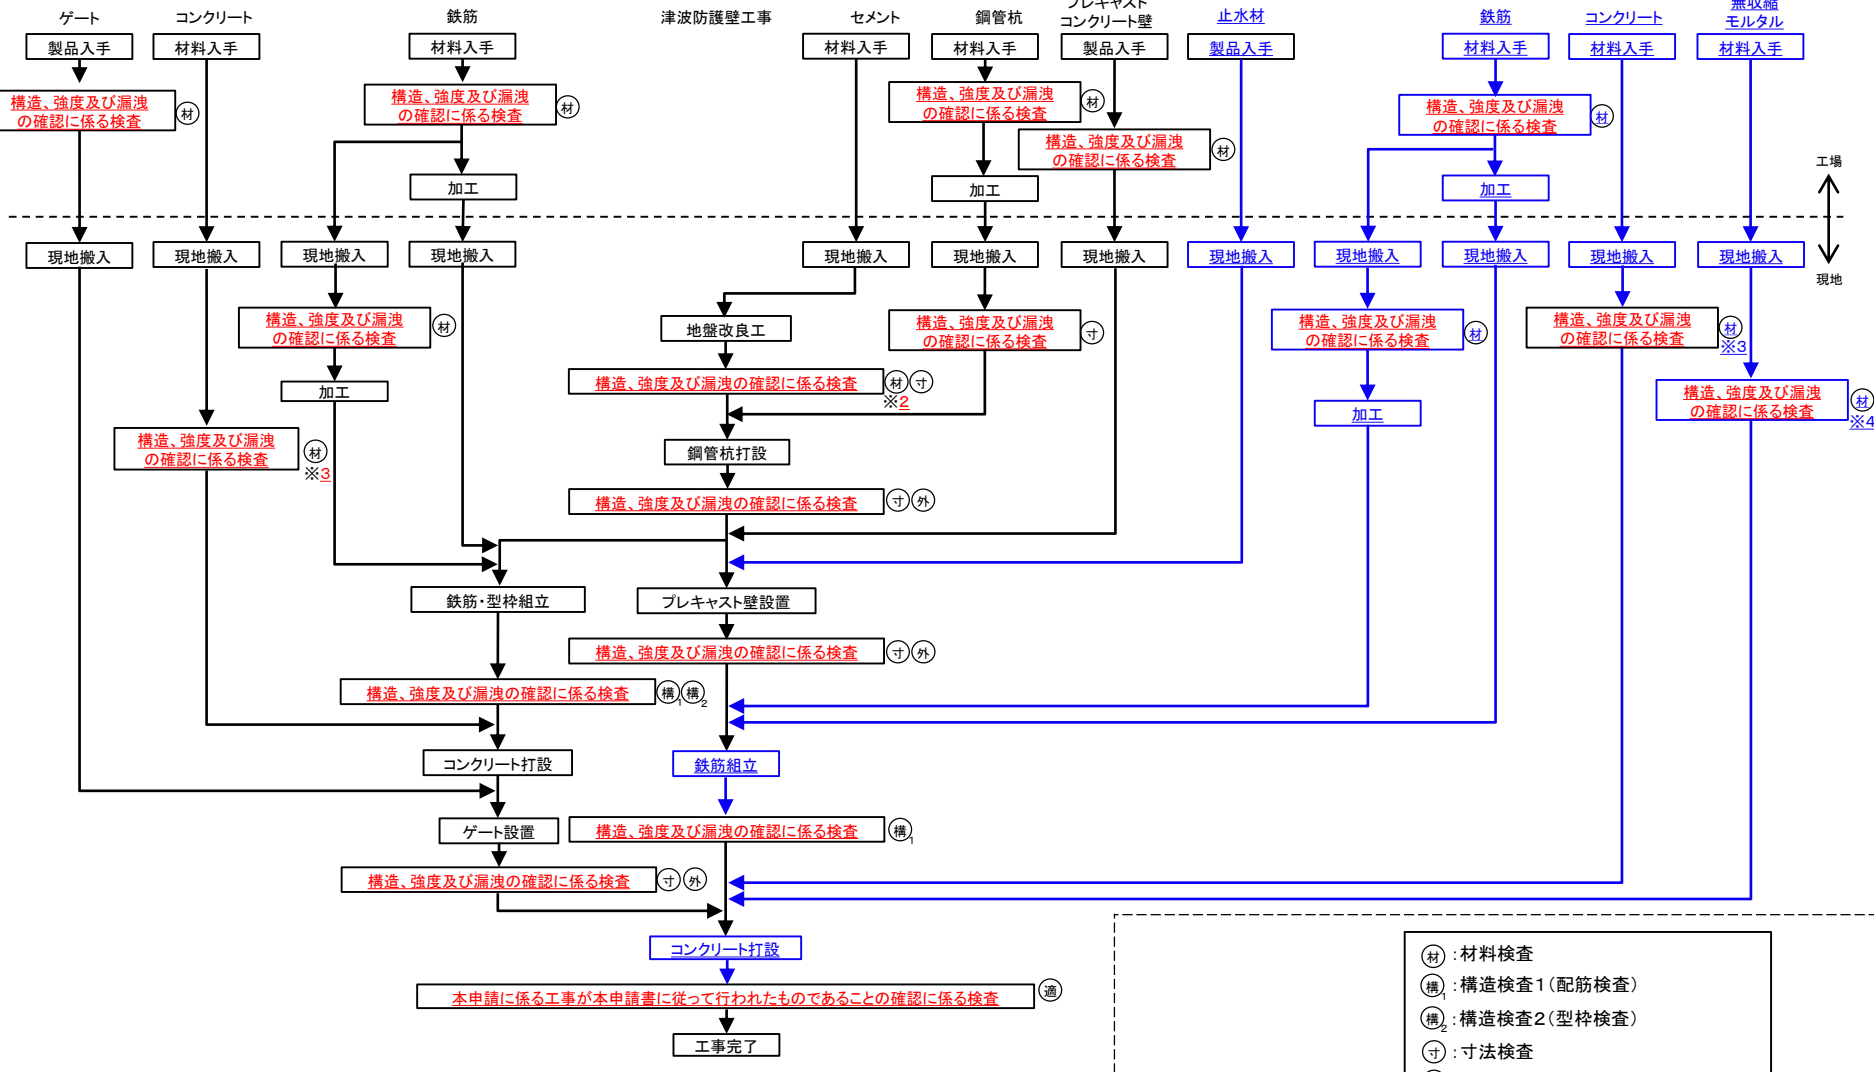 ゲート
コンクリート
鉄筋
津波防護壁工事
セメント
鋼管杭
プレキャスト
コンクリート壁
止水材
鉄筋
コンクリート
無収縮
モルタル
製品入手
材料入手
材料入手
材料入手
材料入手
製品入手
製品入手
材料入手
材料入手
材料入手
構造、強度及び漏洩
の確認に係る検査
材
構造、強度及び漏洩
の確認に係る検査
材
構造、強度及び漏洩
の確認に係る検査
材
構造、強度及び漏洩
の確認に係る検査
材
構造、強度及び漏洩
の確認に係る検査
材
工場
加工
加工
加工
現地搬入
現地搬入
現地搬入
現地搬入
現地搬入
現地搬入
現地搬入
現地搬入
現地搬入
現地搬入
現地搬入
現地搬入
現地
構造、強度及び漏洩
の確認に係る検査
材
地盤改良工
構造、強度及び漏洩
の確認に係る検査
寸
構造、強度及び漏洩
の確認に係る検査
材
構造、強度及び漏洩
の確認に係る検査
材
※3
加工
構造、強度及び漏洩の確認に係る検査
材 寸
※2
加工
構造、強度及び漏洩
の確認に係る検査
材
※4
構造、強度及び漏洩
の確認に係る検査
材
※3
鋼管杭打設
構造、強度及び漏洩の確認に係る検査
寸 外
鉄筋・型枠組立
プレキャスト壁設置
構造、強度及び漏洩の確認に係る検査
寸 外
構造、強度及び漏洩の確認に係る検査
構1 構2
コンクリート打設
鉄筋組立
ゲート設置
構造、強度及び漏洩の確認に係る検査
構1
構造、強度及び漏洩の確認に係る検査
寸 外
コンクリート打設
本申請に係る工事が本申請書に従って行われたものであることの確認に係る検査
適
工事完了
材：材料検査
構1：構造検査1（配筋検査）
構2：構造検査2（型枠検査）
寸：寸法検査